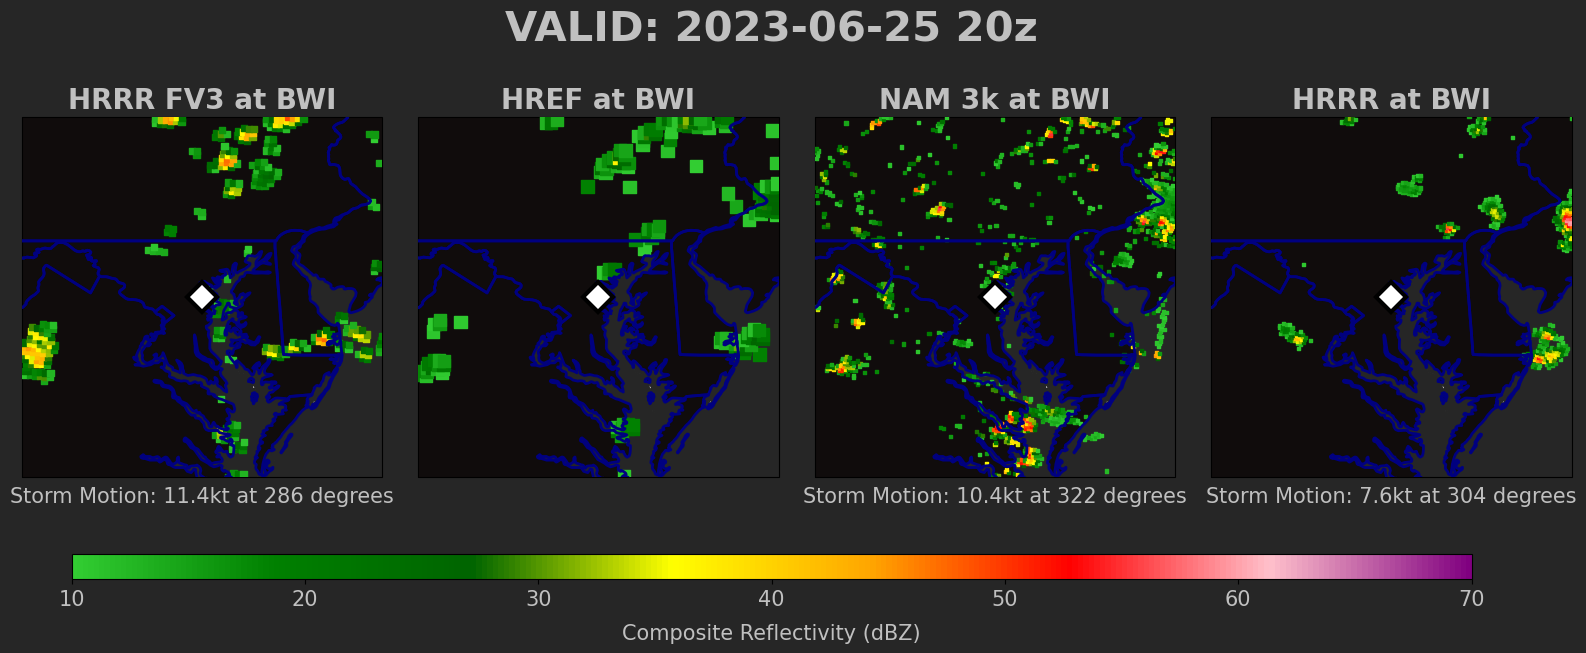 VALID: 2023-06-25 20z
HRRR FV3 at BWI
HREF at BWI
NAM 3k at BWI
HRRR at BWI
Storm Motion: 11.4kt at 286 degrees
Storm Motion: 10.4kt at 322 degrees
Storm Motion: 7.6kt at 304 degrees
10 20 30 40 50 60 70
Composite Reflectivity (dBZ)